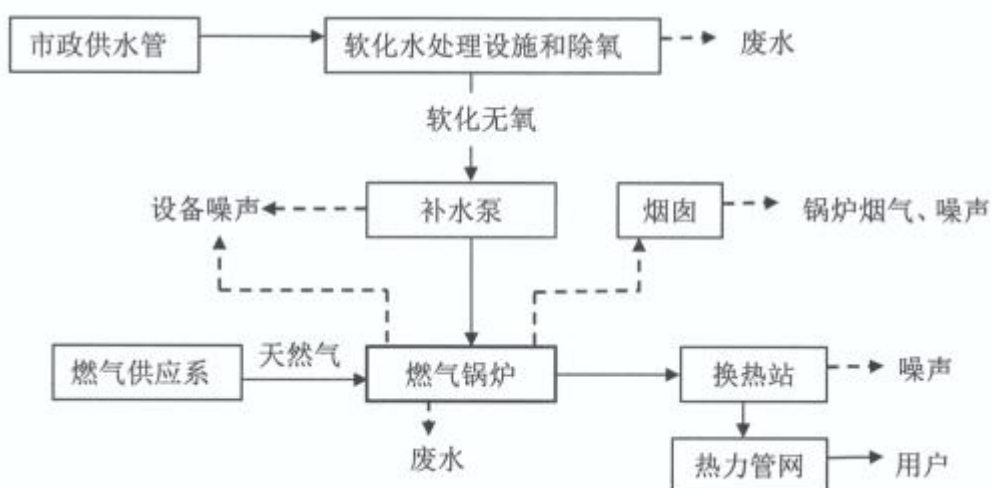 市政供水管
软化水处理设施和除氧
废水
软化无氧
设备噪声
补水泵
烟囱
锅炉烟气、噪声
燃气供应系
天然气
燃气锅炉
换热站
噪声
废水
热力管网
用户